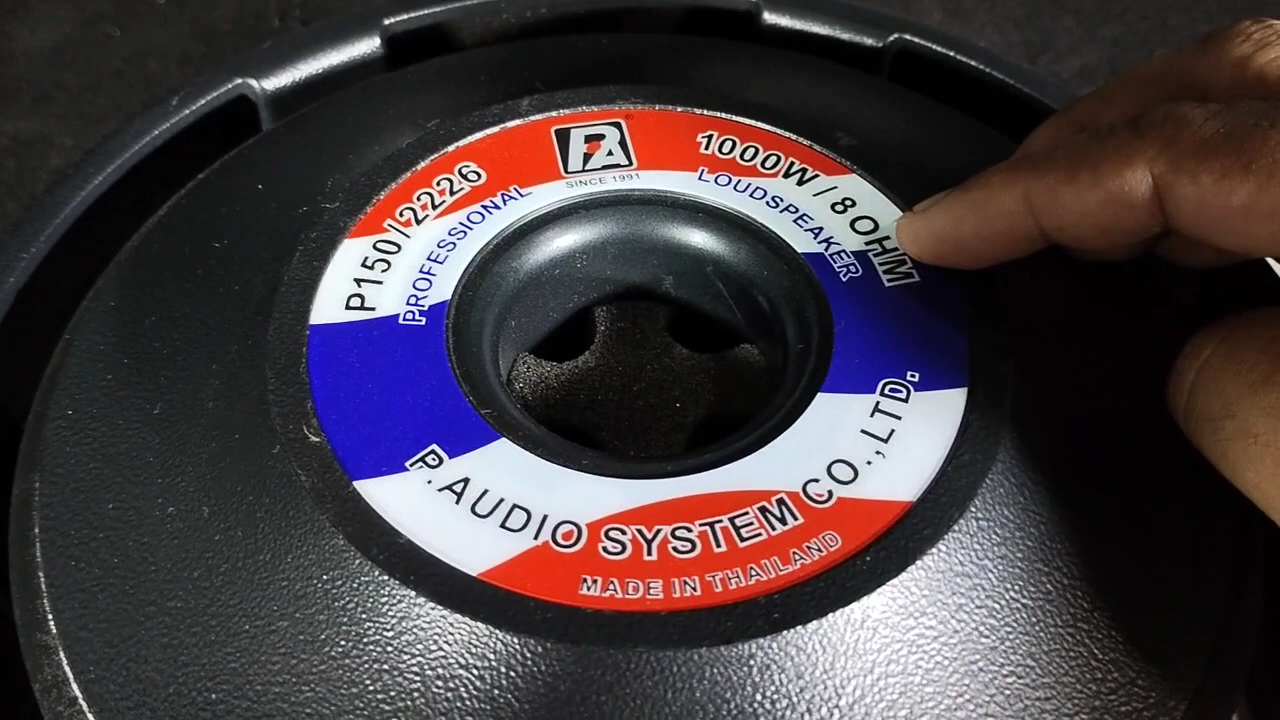 P150/2226
PA
®
SINCE 1991
1000W/8OHM
PROFESSIONAL
LOUDSPEAKER
P.AUDIO SYSTEM CO.,LTD.
MADE IN THAILAND